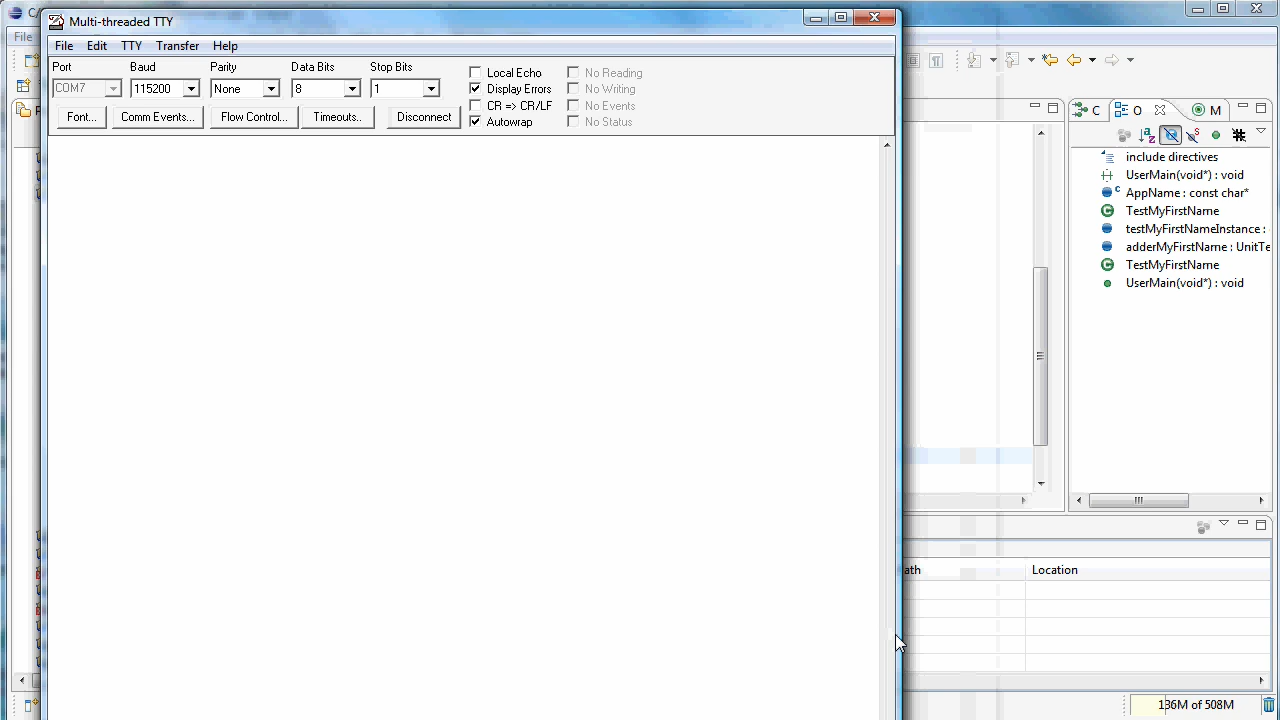 C/
Multi-threaded TTY
File
File Edit TTY Transfer Help
Port Baud Parity Data Bits Stop Bits
COM7 115200 None 8 1
Font... Comm Events... Flow Control... Timeouts.. Disconnect
Local Echo No Reading
Display Errors No Writing
CR => CR/LF No Events
Autowrap No Status
C O M
include directives
UserMain(void*) : void
AppName : const char*
TestMyFirstName
testMyFirstNameInstance :
adderMyFirstName : UnitTe
TestMyFirstName
UserMain(void*) : void
ath Location
136M of 508M